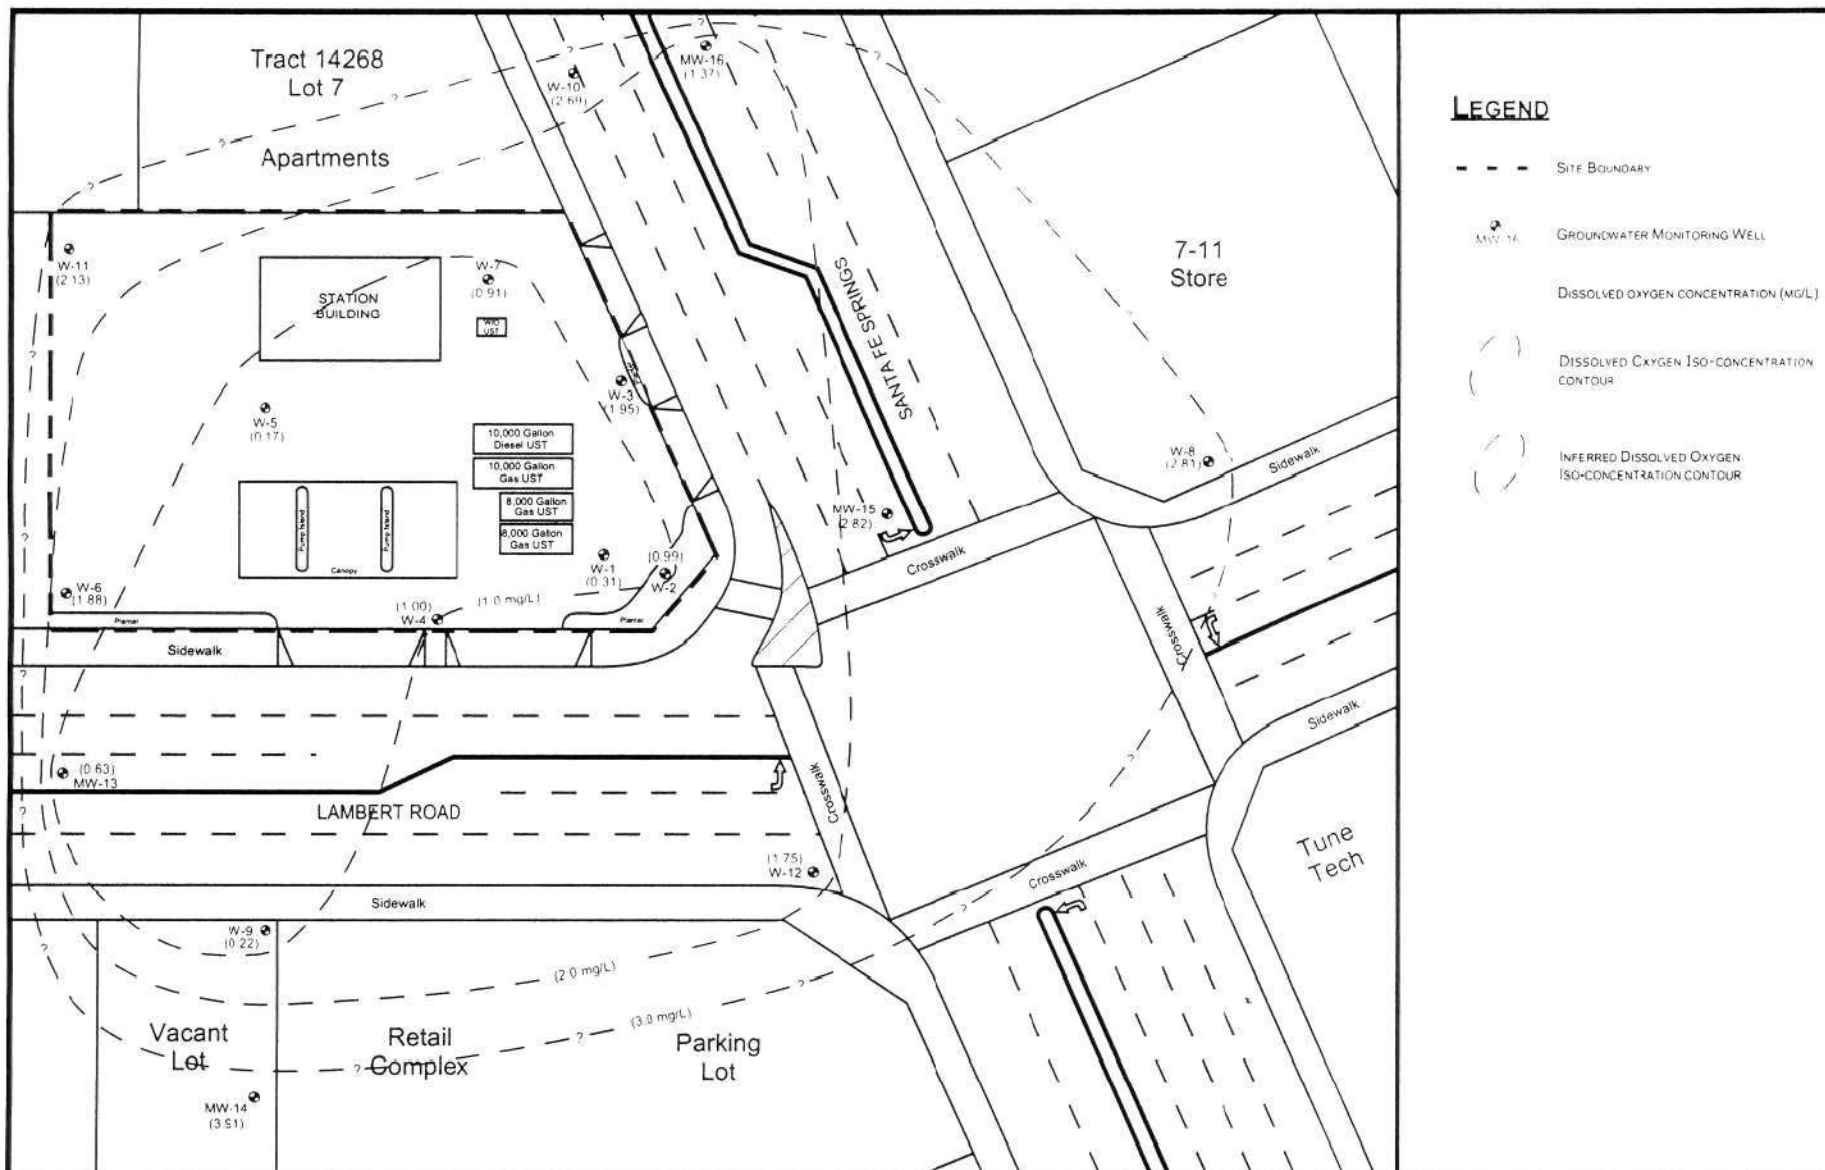 Tract 14268
Lot 7
Apartments
W-10
(2.69)
MW-16
(1.37)
W-11
(2.13)
STATION
BUILDING
W-7
(0.91)
W/O
UST
W-5
(0.17)
W-3
(1.95)
10,000 Gallon
Diesel UST
10,000 Gallon
Gas UST
8,000 Gallon
Gas UST
8,000 Gallon
Gas UST
Pump Island
Pump Island
Canopy
W-6
(1.88)
Planter
(1.00)
W-4
(1.0 mg/L)
W-1
(0.31)
(0.99)
W-2
Planter
Sidewalk
SANTA FE SPRINGS
7-11
Store
W-8
(2.81)
Sidewalk
MW-15
(2.82)
Crosswalk
Crosswalk
Sidewalk
(0.63)
MW-13
LAMBERT ROAD
Crosswalk
(1.75)
W-12
Crosswalk
Tune
Tech
Sidewalk
W-9
(0.22)
(2.0 mg/L)
(3.0 mg/L)
Vacant
Lot
Retail
Complex
Parking
Lot
MW-14
(3.91)
LEGEND
SITE BOUNDARY
MW-16
GROUNDWATER MONITORING WELL
DISSOLVED OXYGEN CONCENTRATION (MG/L)
DISSOLVED OXYGEN ISO-CONCENTRATION
CONTOUR
INFERRED DISSOLVED OXYGEN
ISO-CONCENTRATION CONTOUR